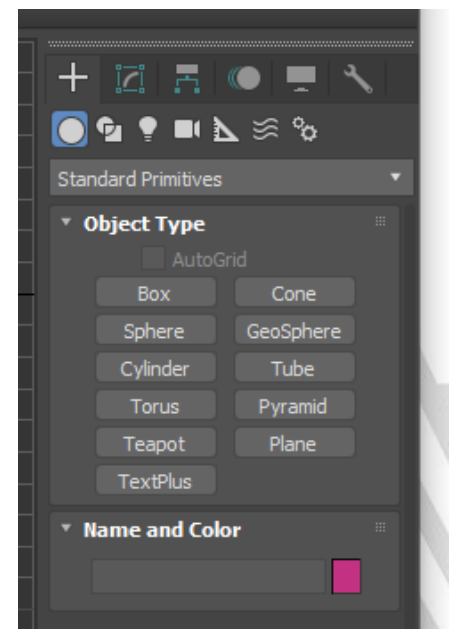 Standard Primitives
Object Type
AutoGrid
Box Cone
Sphere GeoSphere
Cylinder Tube
Torus Pyramid
Teapot Plane
TextPlus
Name and Color